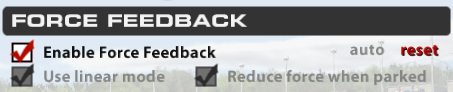 FORCE FEEDBACK
Enable Force Feedback auto reset
Use linear mode Reduce force when parked